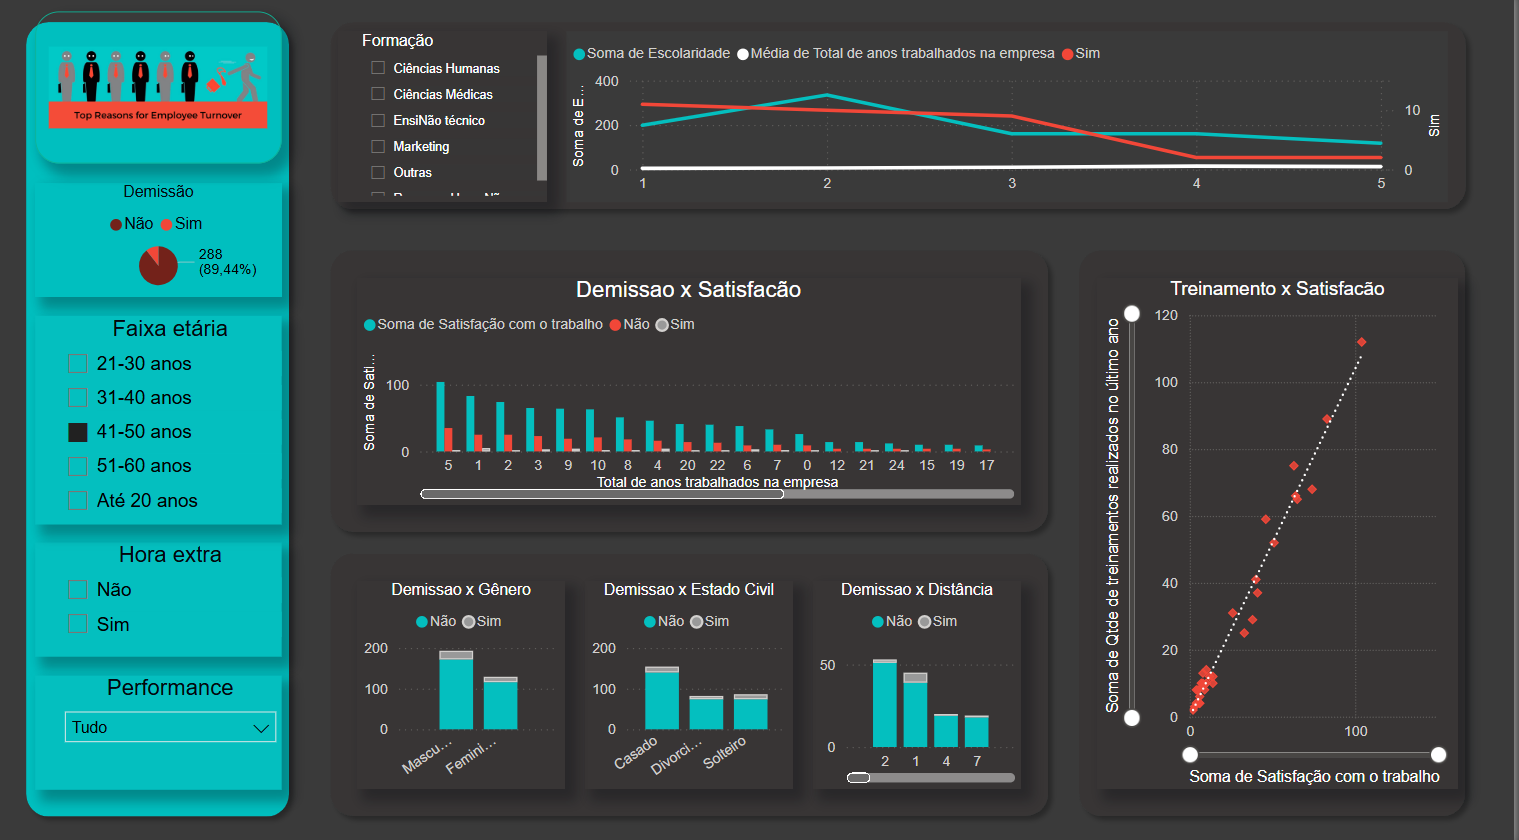 Top Reasons for Employee Turnover
Demissão
Não Sim
288
(89,44%)
Faixa etária
21-30 anos
31-40 anos
41-50 anos
51-60 anos
Até 20 anos
Hora extra
Não
Sim
Performance
Tudo
Formação
Ciências Humanas
Ciências Médicas
EnsiNão técnico
Marketing
Outras
Soma de Escolaridade Média de Total de anos trabalhados na empresa Sim
Soma de E...
400
200
0
1 2 3 4 5
10
0
Sim
Demissao x Satisfacão
Soma de Satisfação com o trabalho Não Sim
Soma de Sati...
100
0
5 1 2 3 9 10 8 4 20 22 6 7 0 12 21 24 15 19 17
Total de anos trabalhados na empresa
Demissao x Gênero
Não Sim
200
100
0
Mascu... Femini...
Demissao x Estado Civil
Não Sim
200
100
0
Casado Divorci... Solteiro
Demissao x Distância
Não Sim
50
0
2 1 4 7
Treinamento x Satisfacão
Soma de Qtde de treinamentos realizados no último ano
120
100
80
60
40
20
0
0 100
Soma de Satisfação com o trabalho